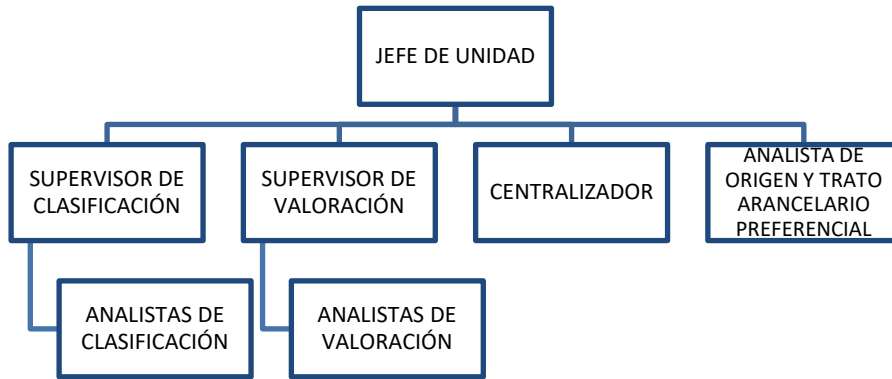 JEFE DE UNIDAD
SUPERVISOR DE
CLASIFICACIÓN
SUPERVISOR DE
VALORACIÓN
CENTRALIZADOR
ANALISTA DE
ORIGEN Y TRATO
ARANCELARIO
PREFERENCIAL
ANALISTAS DE
CLASIFICACIÓN
ANALISTAS DE
VALORACIÓN